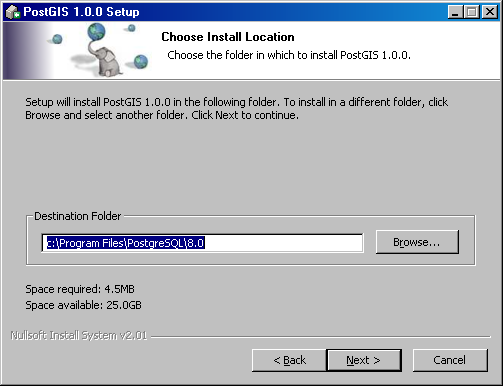 PostGIS 1.0.0 Setup
Choose Install Location
Choose the folder in which to install PostGIS 1.0.0.
Setup will install PostGIS 1.0.0 in the following folder. To install in a different folder, click
Browse and select another folder. Click Next to continue.
Destination Folder
c:\Program Files\PostgreSQL\8.0
Browse...
Space required: 4.5MB
Space available: 25.0GB
Nullsoft Install System v2.01
< Back
Next >
Cancel